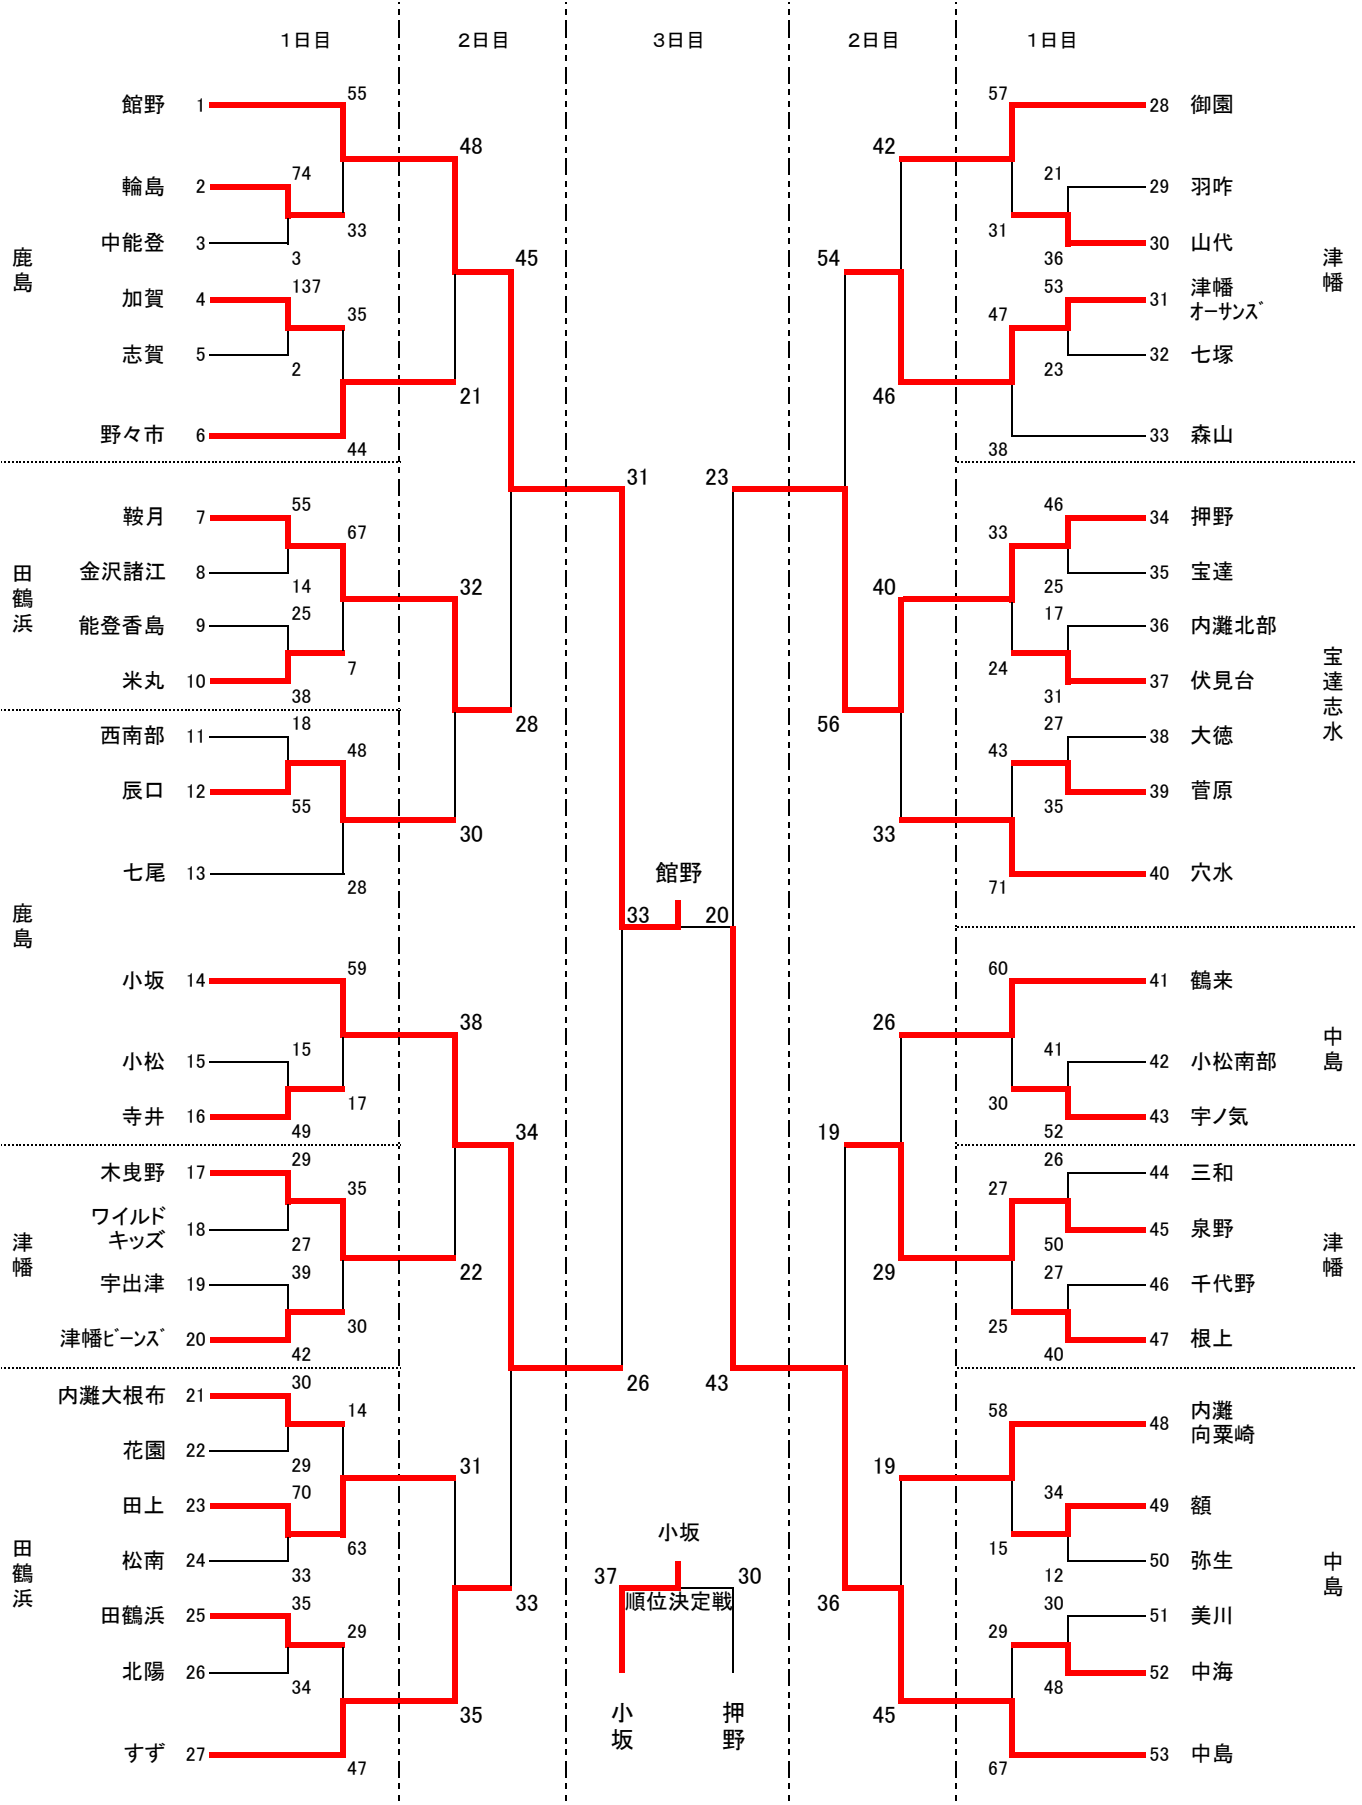 1日目 2日目 3日目 2日目 1日目
55 57
館野 1 28 御園
48 42
74 21
輪島 2 29 羽咋
33 31
中能登 3 30 山代
3 36
鹿島 津幡
45 54
137 53
加賀 4 31 津幡オーサンズ
35 47
志賀 5 32 七塚
2 23
21 46
野々市 6 33 森山
44 38
31 23
55 46
鞍月 7 34 押野
67 33
金沢諸江 8 35 宝達
14 25
田鶴浜 宝達志水
32 40
25 17
能登香島 9 36 内灘北部
7 24
米丸 10 37 伏見台
38 31
28 56
18 27
西南部 11 38 大徳
48 43
辰口 12 39 菅原
55 35
30 33
七尾 13 40 穴水
28 71
鹿島
館野
33 20
59 60
小坂 14 41 鶴来
38 26
15 41
小松 15 42 小松南部
17 30
寺井 16 43 宇ノ気
49 52
中島
34 19
29 26
木曳野 17 44 三和
35 27
ワイルド
キッズ 18 45 泉野
27 50
津幡 津幡
22 29
39 27
宇出津 19 46 千代野
30 25
津幡ビーンズ 20 47 根上
42 40
26 43
30 58
内灘大根布 21 48 内灘
向粟崎
14
花園 22
29
31 19
70 34
田上 23 49 額
63 15
松南 24 50 弥生
33 12
田鶴浜 中島
小坂
37 30
順位決定戦
33 36
35 30
田鶴浜 25 51 美川
29 29
北陽 26 52 中海
34 48
35 45
小坂 押野
すず 27 53 中島
47 67